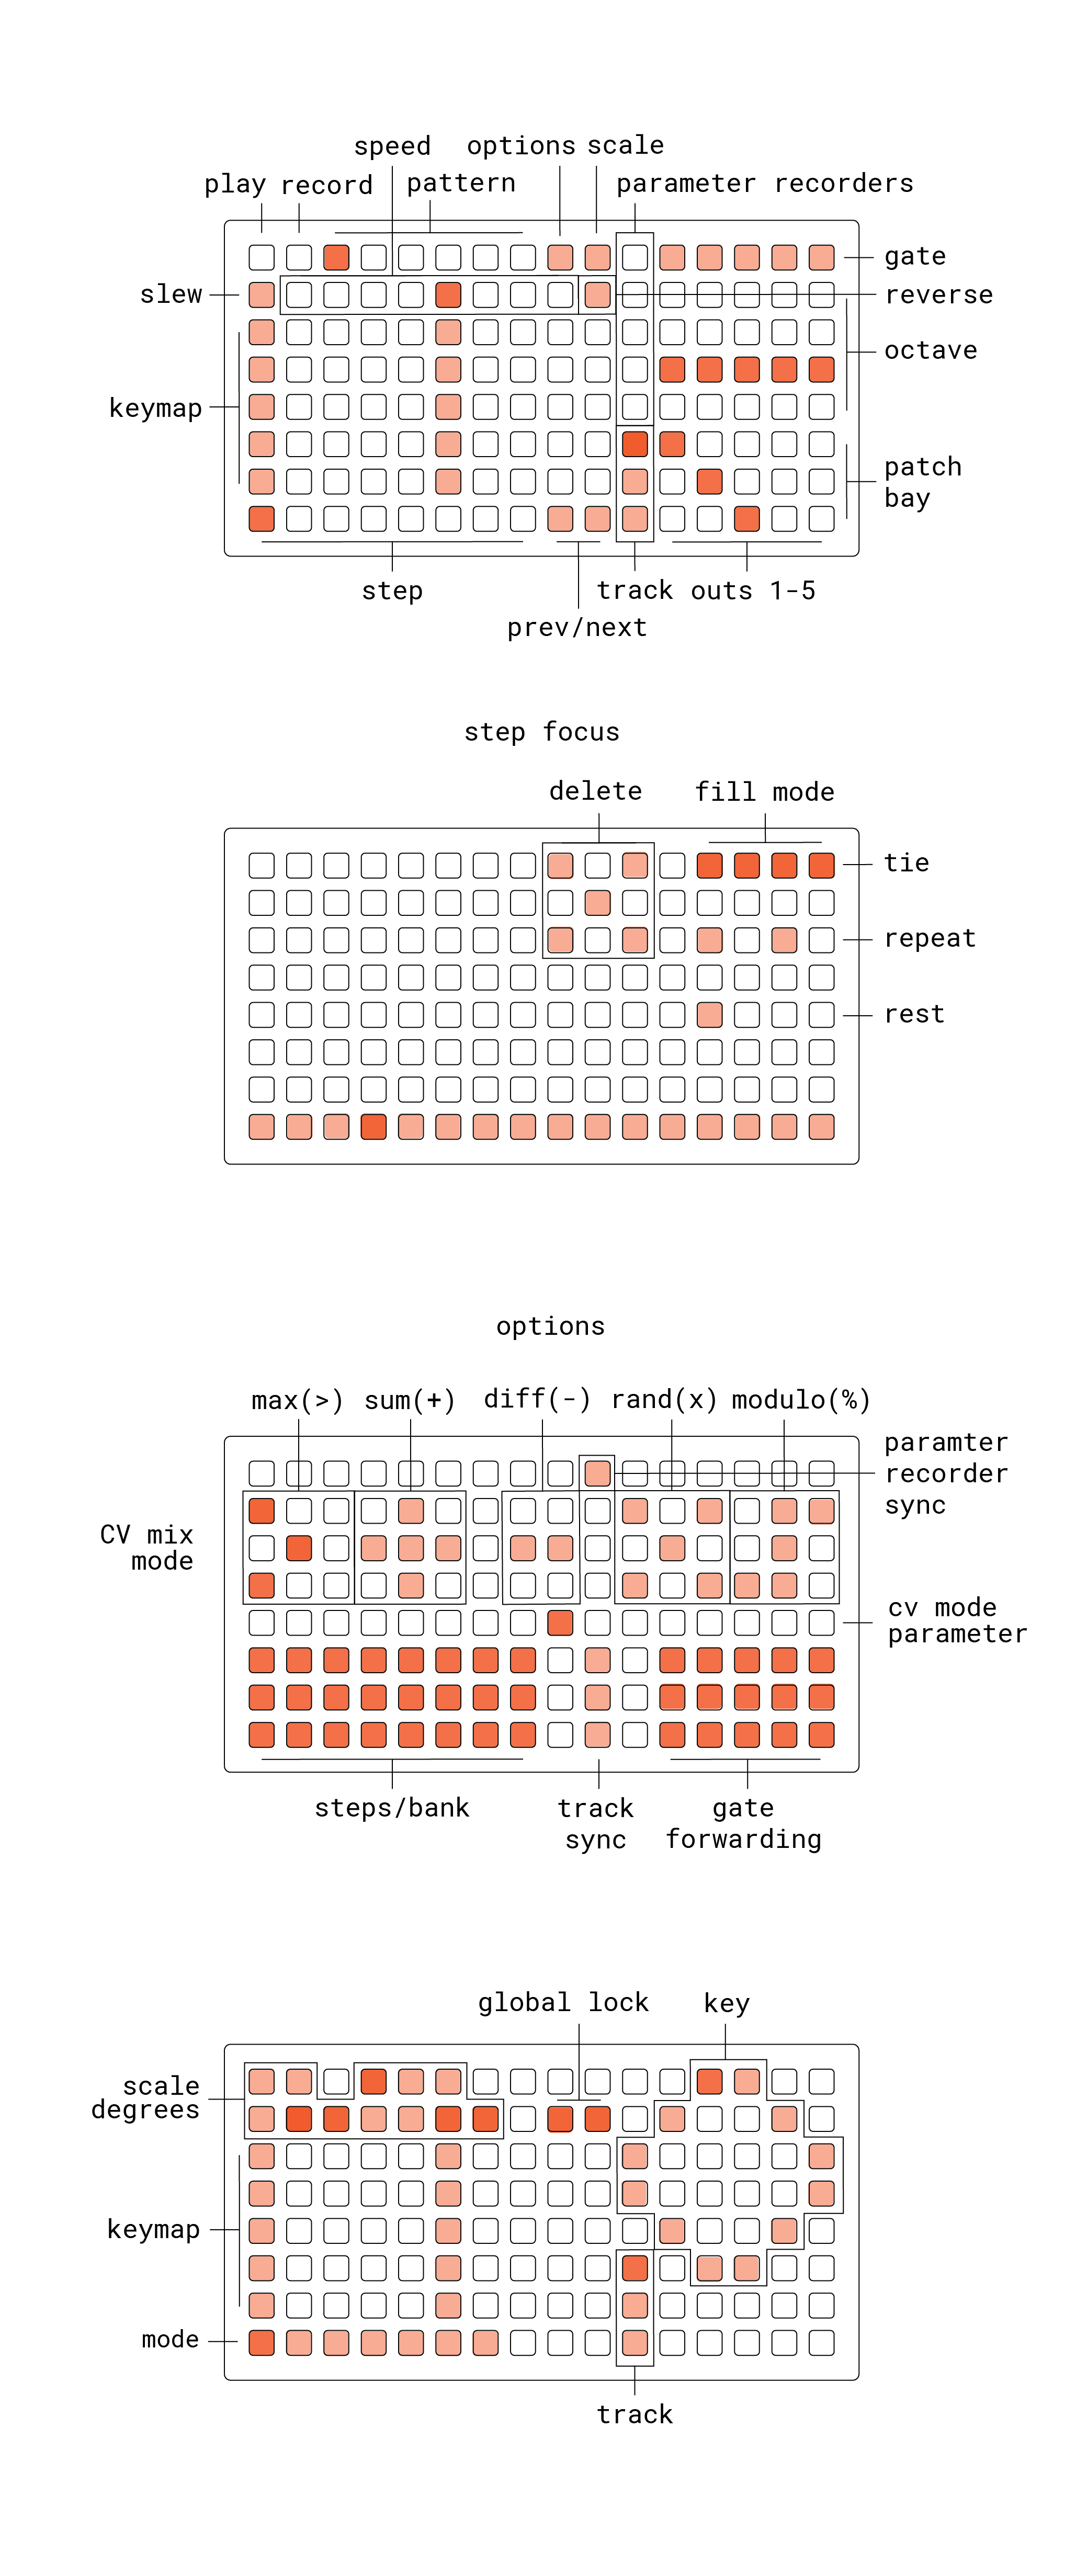 speed
options
scale
play
record
pattern
parameter recorders
gate
slew
reverse
octave
keymap
patch
bay
step
track
outs 1-5
prev/next
step focus
delete
fill mode
tie
repeat
rest
options
max(>)
sum(+)
diff(-)
rand(x)
modulo(%)
paramter
recorder
sync
CV mix
mode
cv mode
parameter
steps/bank
track
sync
gate
forwarding
global lock
key
scale
degrees
keymap
mode
track